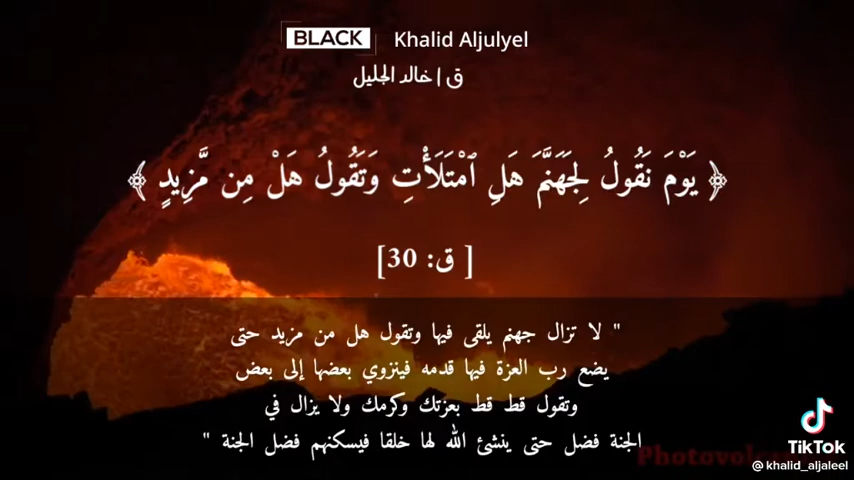 BLACK Khalid Aljulyel
ق | خالد الجليل
﴿ يَوْمَ نَقُولُ لِجَهَنَّمَ هَلِ ٱمْتَلَأْتِ وَتَقُولُ هَلْ مِن مَّزِيدٍ ﴾
[ ق: 30]
" لا تزال جهنم يلقى فيها وتقول هل من مزيد حتى
يضع رب العزة فيها قدمه فينزوي بعضها إلى بعض
وتقول قط قط بعزتك وكرمك ولا يزال في
الجنة فضل حتى ينشئ الله لها خلقا فيسكنهم فضل الجنة "
TikTok
@khalid_aljaleel